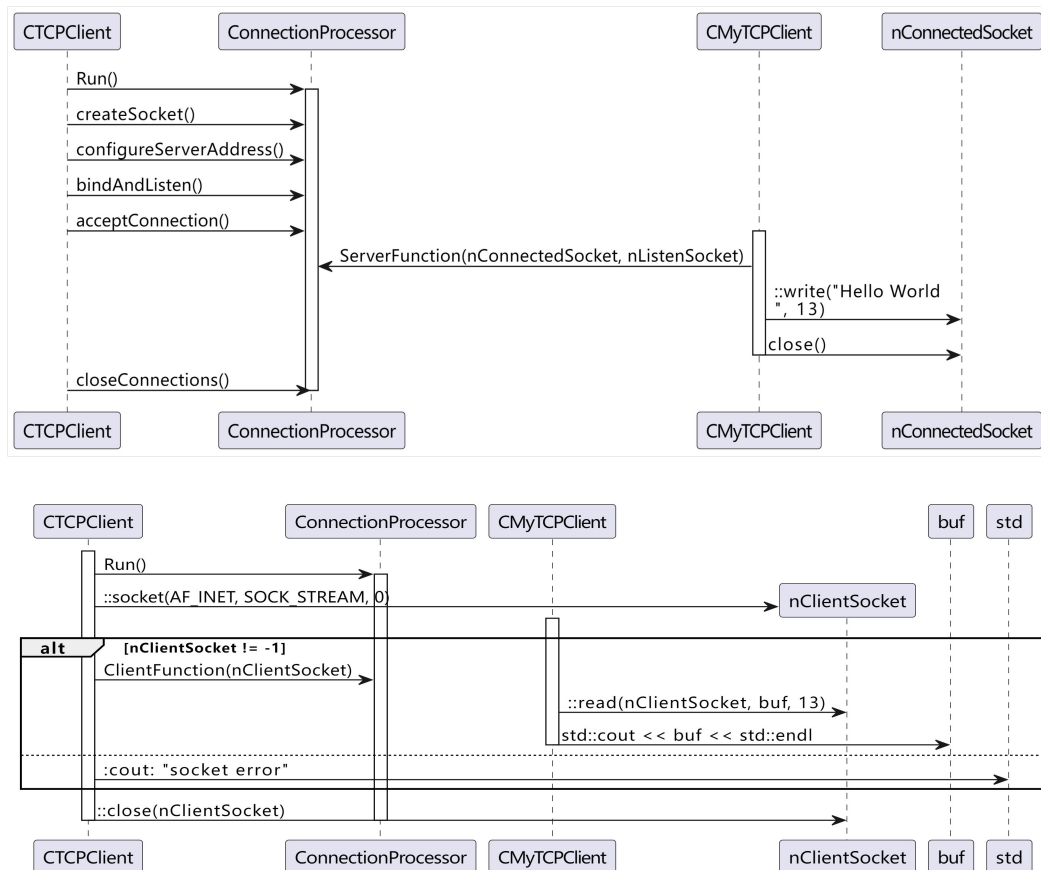 CTCPClient ConnectionProcessor CMyTCPClient nConnectedSocket
Run()
createSocket()
configureServerAddress()
bindAndListen()
acceptConnection()
ServerFunction(nConnectedSocket, nListenSocket)
::write("Hello World
", 13)
close()
closeConnections()
CTCPClient ConnectionProcessor CMyTCPClient nConnectedSocket
CTCPClient ConnectionProcessor CMyTCPClient buf std
Run()
::socket(AF_INET, SOCK_STREAM, 0)
nClientSocket
alt [nClientSocket != -1]
ClientFunction(nClientSocket)
::read(nClientSocket, buf, 13)
std::cout << buf << std::endl
:cout: "socket error"
::close(nClientSocket)
CTCPClient ConnectionProcessor CMyTCPClient nClientSocket buf std